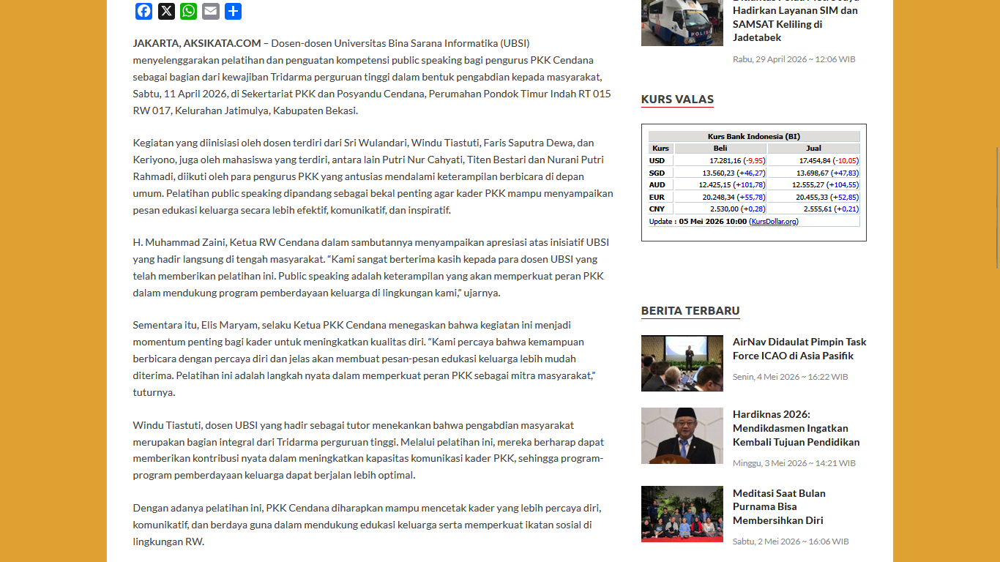 JAKARTA, AKSIKATA.COM – Dosen-dosen Universitas Bina Sarana Informatika (UBSI)
menyelenggarakan pelatihan dan penguatan kompetensi public speaking bagi pengurus PKK Cendana
sebagai bagian dari kewajiban Tridarma perguruan tinggi dalam bentuk pengabdian kepada masyarakat,
Sabtu, 11 April 2026, di Sekertariat PKK dan Posyandu Cendana, Perumahan Pondok Timur Indah RT 015
RW 017, Kelurahan Jatimulya, Kabupaten Bekasi.
Kegiatan yang diinisiasi oleh dosen terdiri dari Sri Wulandari, Windu Tiastuti, Faris Saputra Dewa, dan
Keriyono, juga oleh mahasiswa yang terdiri, antara lain Putri Nur Cahyati, Titen Bestari dan Nurani Putri
Rahmadi, diikuti oleh para pengurus PKK yang antusias mendalami keterampilan berbicara di depan
umum. Pelatihan public speaking dipandang sebagai bekal penting agar kader PKK mampu menyampaikan
pesan edukasi keluarga secara lebih efektif, komunikatif, dan inspiratif.
H. Muhammad Zaini, Ketua RW Cendana dalam sambutannya menyampaikan apresiasi atas inisiatif UBSI
yang hadir langsung di tengah masyarakat. “Kami sangat berterima kasih kepada para dosen UBSI yang
telah memberikan pelatihan ini. Public speaking adalah keterampilan yang akan memperkuat peran PKK
dalam mendukung program pemberdayaan keluarga di lingkungan kami,” ujarnya.
Sementara itu, Elis Maryam, selaku Ketua PKK Cendana menegaskan bahwa kegiatan ini menjadi
momentum penting bagi kader untuk meningkatkan kualitas diri. “Kami percaya bahwa kemampuan
berbicara dengan percaya diri dan jelas akan membuat pesan-pesan edukasi keluarga lebih mudah
diterima. Pelatihan ini adalah langkah nyata dalam memperkuat peran PKK sebagai mitra masyarakat,”
tuturnya.
Windu Tiastuti, dosen UBSI yang hadir sebagai tutor menekankan bahwa pengabdian masyarakat
merupakan bagian integral dari Tridarma perguruan tinggi. Melalui pelatihan ini, mereka berharap dapat
memberikan kontribusi nyata dalam meningkatkan kapasitas komunikasi kader PKK, sehingga program-
program pemberdayaan keluarga dapat berjalan lebih optimal.
Dengan adanya pelatihan ini, PKK Cendana diharapkan mampu mencetak kader yang lebih percaya diri,
komunikatif, dan berdaya guna dalam mendukung edukasi keluarga serta memperkuat ikatan sosial di
lingkungan RW.
Hadirkan Layanan SIM dan
SAMSAT Keliling di
Jadetabek
Rabu, 29 April 2026 ~ 12:06 WIB
POLISI
KURS VALAS
Kurs Bank Indonesia (BI)
Kurs Beli Jual
USD 17.281,16 (-9,95) 17.454,84 (-10,05)
SGD 13.560,23 (+46,27) 13.698,67 (+47,83)
AUD 12.425,15 (+101,78) 12.555,27 (+104,55)
EUR 20.248,34 (+55,78) 20.455,33 (+52,85)
CNY 2.530,00 (+0,28) 2.555,61 (+0,21)
Update : 05 Mei 2026 10:00 (KursDollar.org)
BERITA TERBARU
AirNav Didaulat Pimpin Task
Force ICAO di Asia Pasifik
Senin, 4 Mei 2026 ~ 16:22 WIB
Hardiknas 2026:
Mendikdasmen Ingatkan
Kembali Tujuan Pendidikan
Minggu, 3 Mei 2026 ~ 14:21 WIB
Meditasi Saat Bulan
Purnama Bisa
Membersihkan Diri
Sabtu, 2 Mei 2026 ~ 16:06 WIB